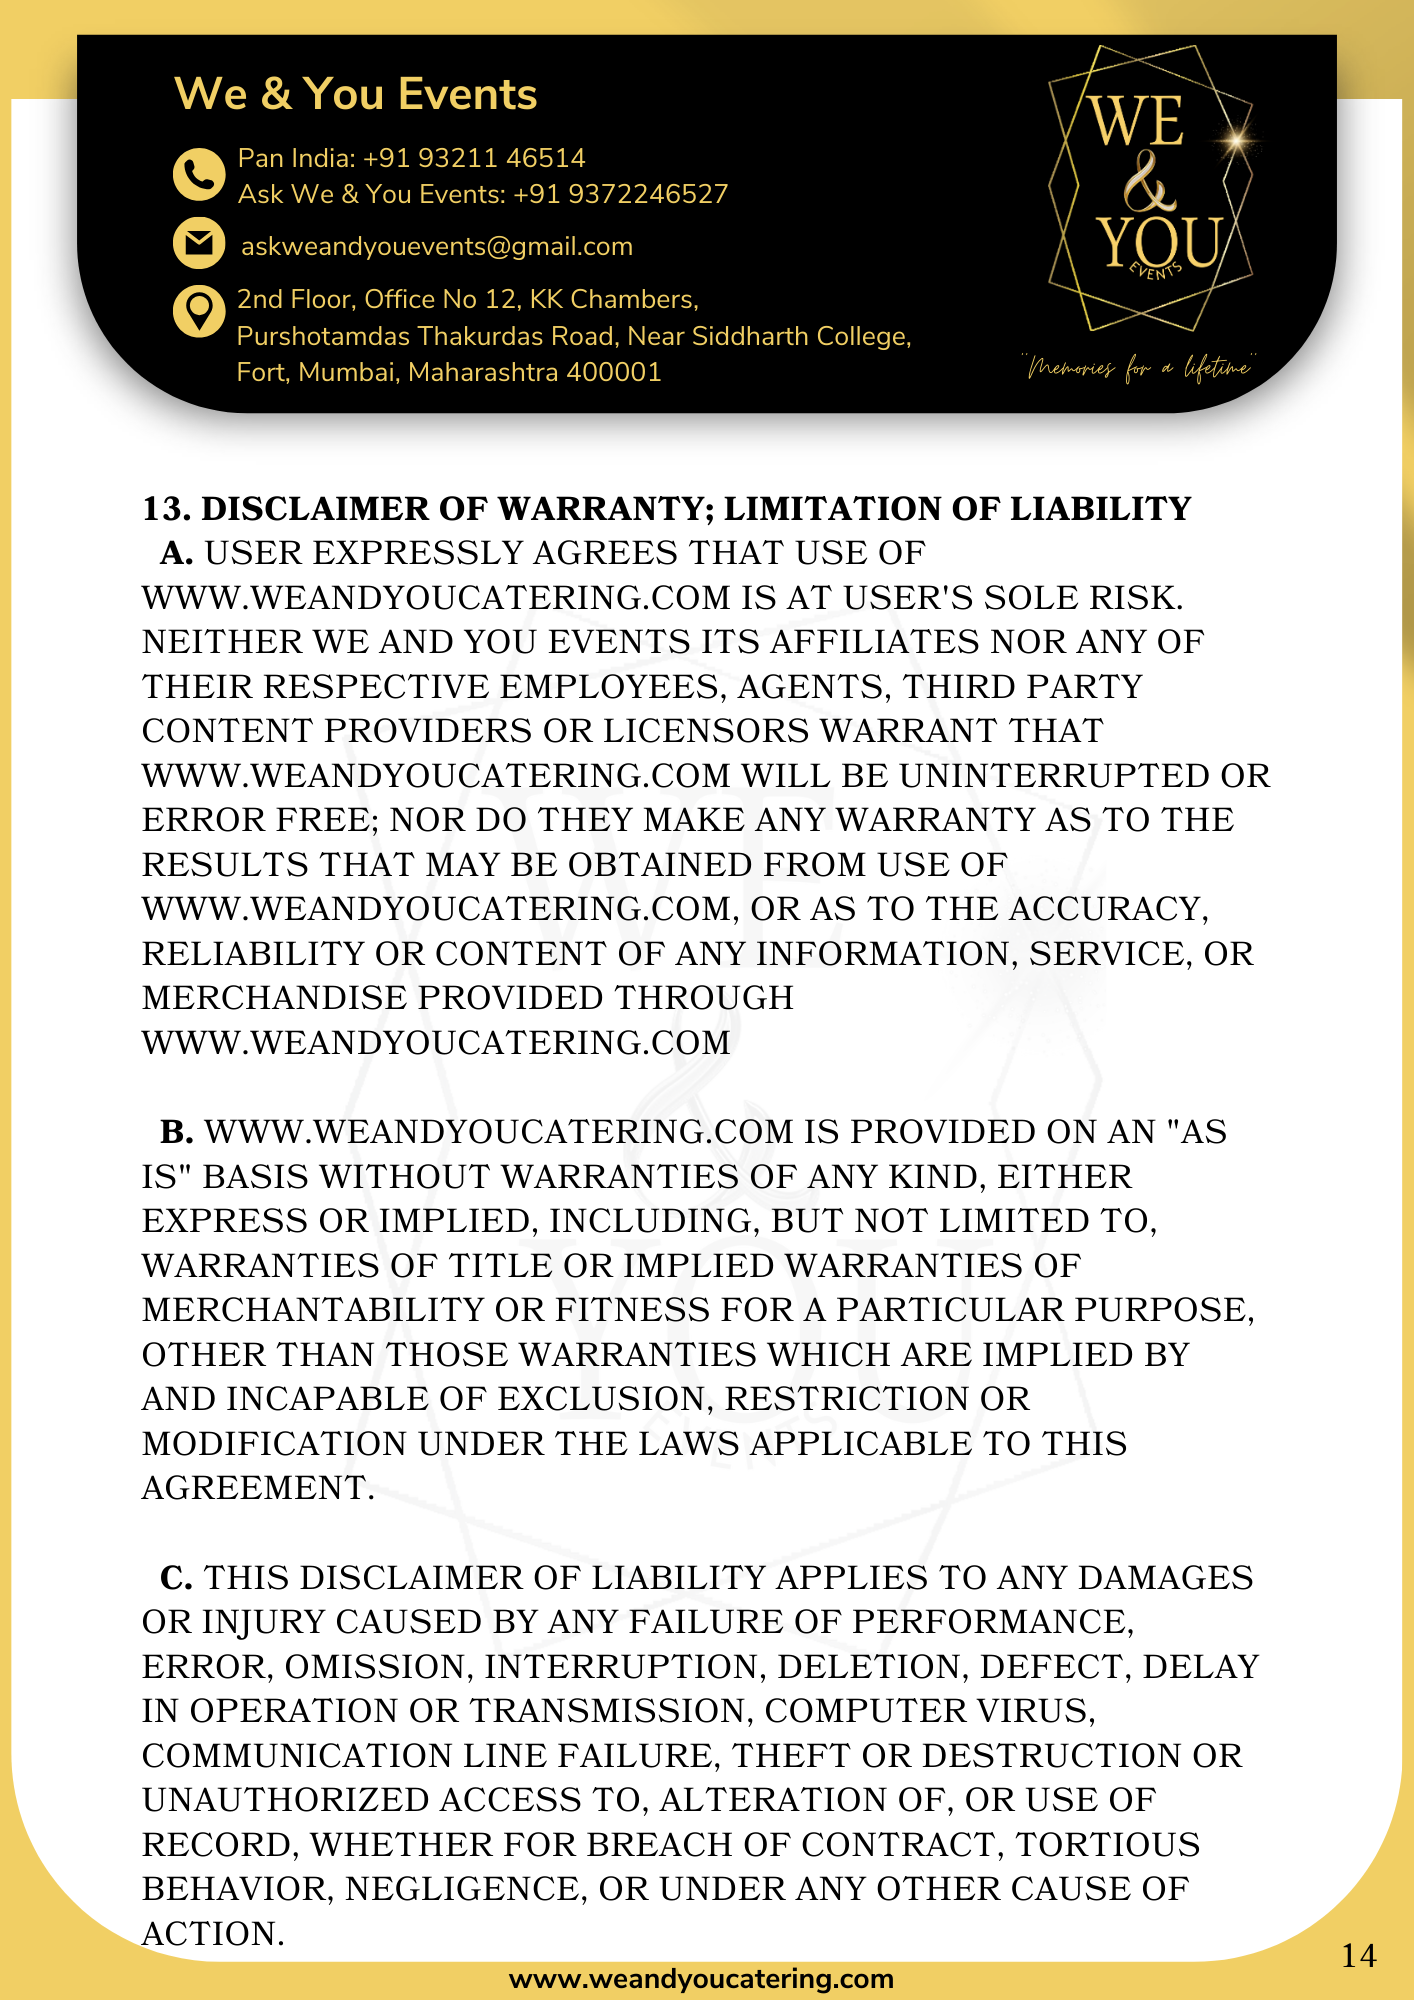 We & You Events
Pan India: +91 93211 46514
Ask We & You Events: +91 9372246527
askweandyouevents@gmail.com
2nd Floor, Office No 12, KK Chambers,
Purshotamdas Thakurdas Road, Near Siddharth College,
Fort, Mumbai, Maharashtra 400001
WE
&
YOU
EVENTS
"Memories for a lifetime"
13. DISCLAIMER OF WARRANTY; LIMITATION OF LIABILITY
A. USER EXPRESSLY AGREES THAT USE OF
WWW.WEANDYOUCATERING.COM IS AT USER'S SOLE RISK.
NEITHER WE AND YOU EVENTS ITS AFFILIATES NOR ANY OF
THEIR RESPECTIVE EMPLOYEES, AGENTS, THIRD PARTY
CONTENT PROVIDERS OR LICENSORS WARRANT THAT
WWW.WEANDYOUCATERING.COM WILL BE UNINTERRUPTED OR
ERROR FREE; NOR DO THEY MAKE ANY WARRANTY AS TO THE
RESULTS THAT MAY BE OBTAINED FROM USE OF
WWW.WEANDYOUCATERING.COM, OR AS TO THE ACCURACY,
RELIABILITY OR CONTENT OF ANY INFORMATION, SERVICE, OR
MERCHANDISE PROVIDED THROUGH
WWW.WEANDYOUCATERING.COM
B. WWW.WEANDYOUCATERING.COM IS PROVIDED ON AN "AS
IS" BASIS WITHOUT WARRANTIES OF ANY KIND, EITHER
EXPRESS OR IMPLIED, INCLUDING, BUT NOT LIMITED TO,
WARRANTIES OF TITLE OR IMPLIED WARRANTIES OF
MERCHANTABILITY OR FITNESS FOR A PARTICULAR PURPOSE,
OTHER THAN THOSE WARRANTIES WHICH ARE IMPLIED BY
AND INCAPABLE OF EXCLUSION, RESTRICTION OR
MODIFICATION UNDER THE LAWS APPLICABLE TO THIS
AGREEMENT.
C. THIS DISCLAIMER OF LIABILITY APPLIES TO ANY DAMAGES
OR INJURY CAUSED BY ANY FAILURE OF PERFORMANCE,
ERROR, OMISSION, INTERRUPTION, DELETION, DEFECT, DELAY
IN OPERATION OR TRANSMISSION, COMPUTER VIRUS,
COMMUNICATION LINE FAILURE, THEFT OR DESTRUCTION OR
UNAUTHORIZED ACCESS TO, ALTERATION OF, OR USE OF
RECORD, WHETHER FOR BREACH OF CONTRACT, TORTIOUS
BEHAVIOR, NEGLIGENCE, OR UNDER ANY OTHER CAUSE OF
ACTION.
14
www.weandyoucatering.com